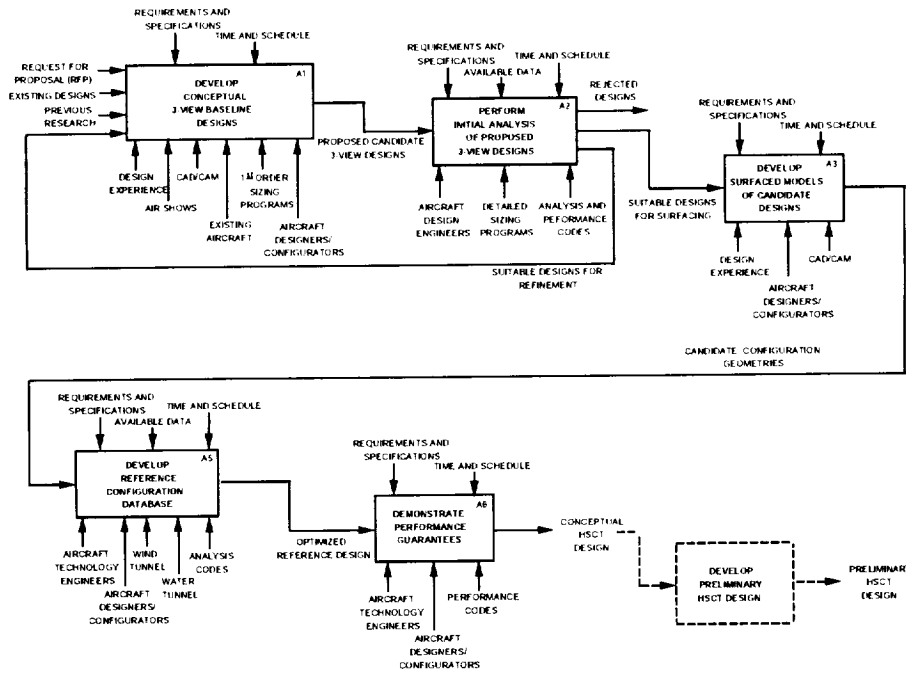 REQUIREMENTS AND
SPECIFICATIONS
TIME AND SCHEDULE
REQUEST FOR
PROPOSAL (RFP)
EXISTING DESIGNS
PREVIOUS
RESEARCH
A1
DEVELOP
CONCEPTUAL
3-VIEW BASELINE
DESIGNS
DESIGN
EXPERIENCE
AIR SHOWS
CAD/CAM
EXISTING
AIRCRAFT
1st ORDER
SIZING
PROGRAMS
AIRCRAFT
DESIGNERS/
CONFIGURATORS
PROPOSED CANDIDATE
3-VIEW DESIGNS
REQUIREMENTS AND
SPECIFICATIONS
AVAILABLE DATA
TIME AND SCHEDULE
A2
PERFORM
INITIAL ANALYSIS
OF PROPOSED
3-VIEW DESIGNS
AIRCRAFT
DESIGN
ENGINEERS
DETAILED
SIZING
PROGRAMS
ANALYSIS AND
PEFORMANCE
CODES
REJECTED
DESIGNS
SUITABLE DESIGNS
FOR SURFACING
SUITABLE DESIGNS FOR
REFINEMENT
REQUIREMENTS AND
SPECIFICATIONS
TIME AND SCHEDULE
A3
DEVELOP
SURFACED MODELS
OF CANDIDATE
DESIGNS
DESIGN
EXPERIENCE
AIRCRAFT
DESIGNERS/
CONFIGURATORS
CAD/CAM
CANDIDATE CONFIGURATION
GEOMETRIES
REQUIREMENTS AND
SPECIFICATIONS
AVAILABLE DATA
TIME AND SCHEDULE
A5
DEVELOP
REFERENCE
CONFIGURATION
DATABASE
AIRCRAFT
TECHNOLOGY
ENGINEERS
AIRCRAFT
DESIGNERS/
CONFIGURATORS
WIND
TUNNEL
WATER
TUNNEL
ANALYSIS
CODES
OPTIMIZED
REFERENCE DESIGN
REQUIREMENTS AND
SPECIFICATIONS
TIME AND SCHEDULE
A6
DEMONSTRATE
PERFORMANCE
GUARANTEES
AIRCRAFT
TECHNOLOGY
ENGINEERS
AIRCRAFT
DESIGNERS/
CONFIGURATORS
PERFORMANCE
CODES
CONCEPTUAL
HSCT
DESIGN
DEVELOP
PRELIMINARY
HSCT DESIGN
PRELIMINAR
HSCT
DESIGN